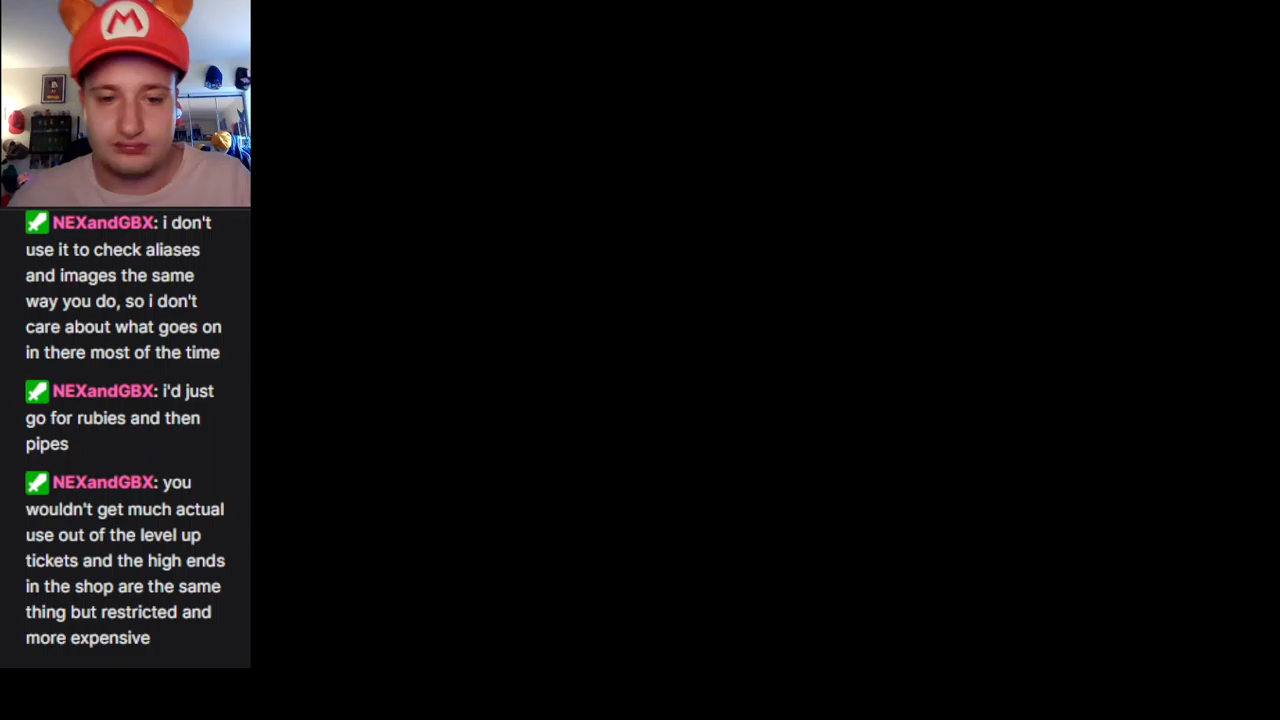 M
NEXandGBX: i don't
use it to check aliases
and images the same
way you do, so i don't
care about what goes on
in there most of the time
NEXandGBX: i'd just
go for rubies and then
pipes
NEXandGBX: you
wouldn't get much actual
use out of the level up
tickets and the high ends
in the shop are the same
thing but restricted and
more expensive